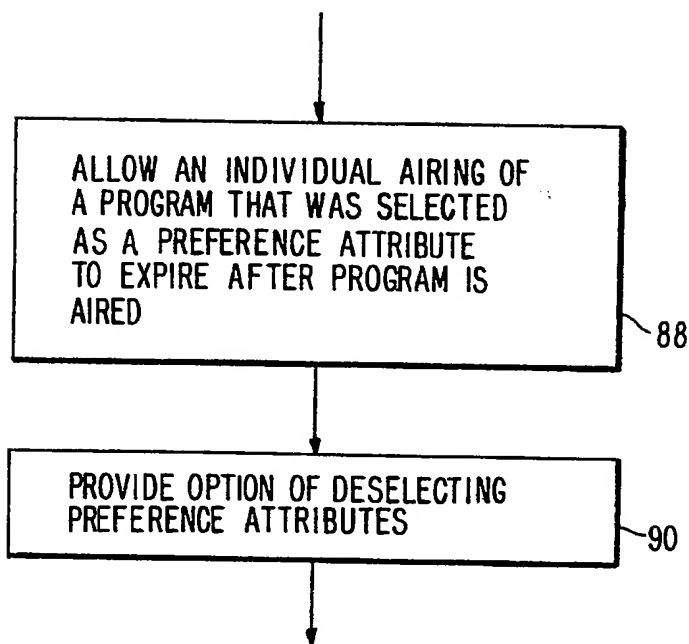 ALLOW AN INDIVIDUAL AIRING OF
A PROGRAM THAT WAS SELECTED
AS A PREFERENCE ATTRIBUTE
TO EXPIRE AFTER PROGRAM IS
AIRED
88
PROVIDE OPTION OF DESELECTING
PREFERENCE ATTRIBUTES
90